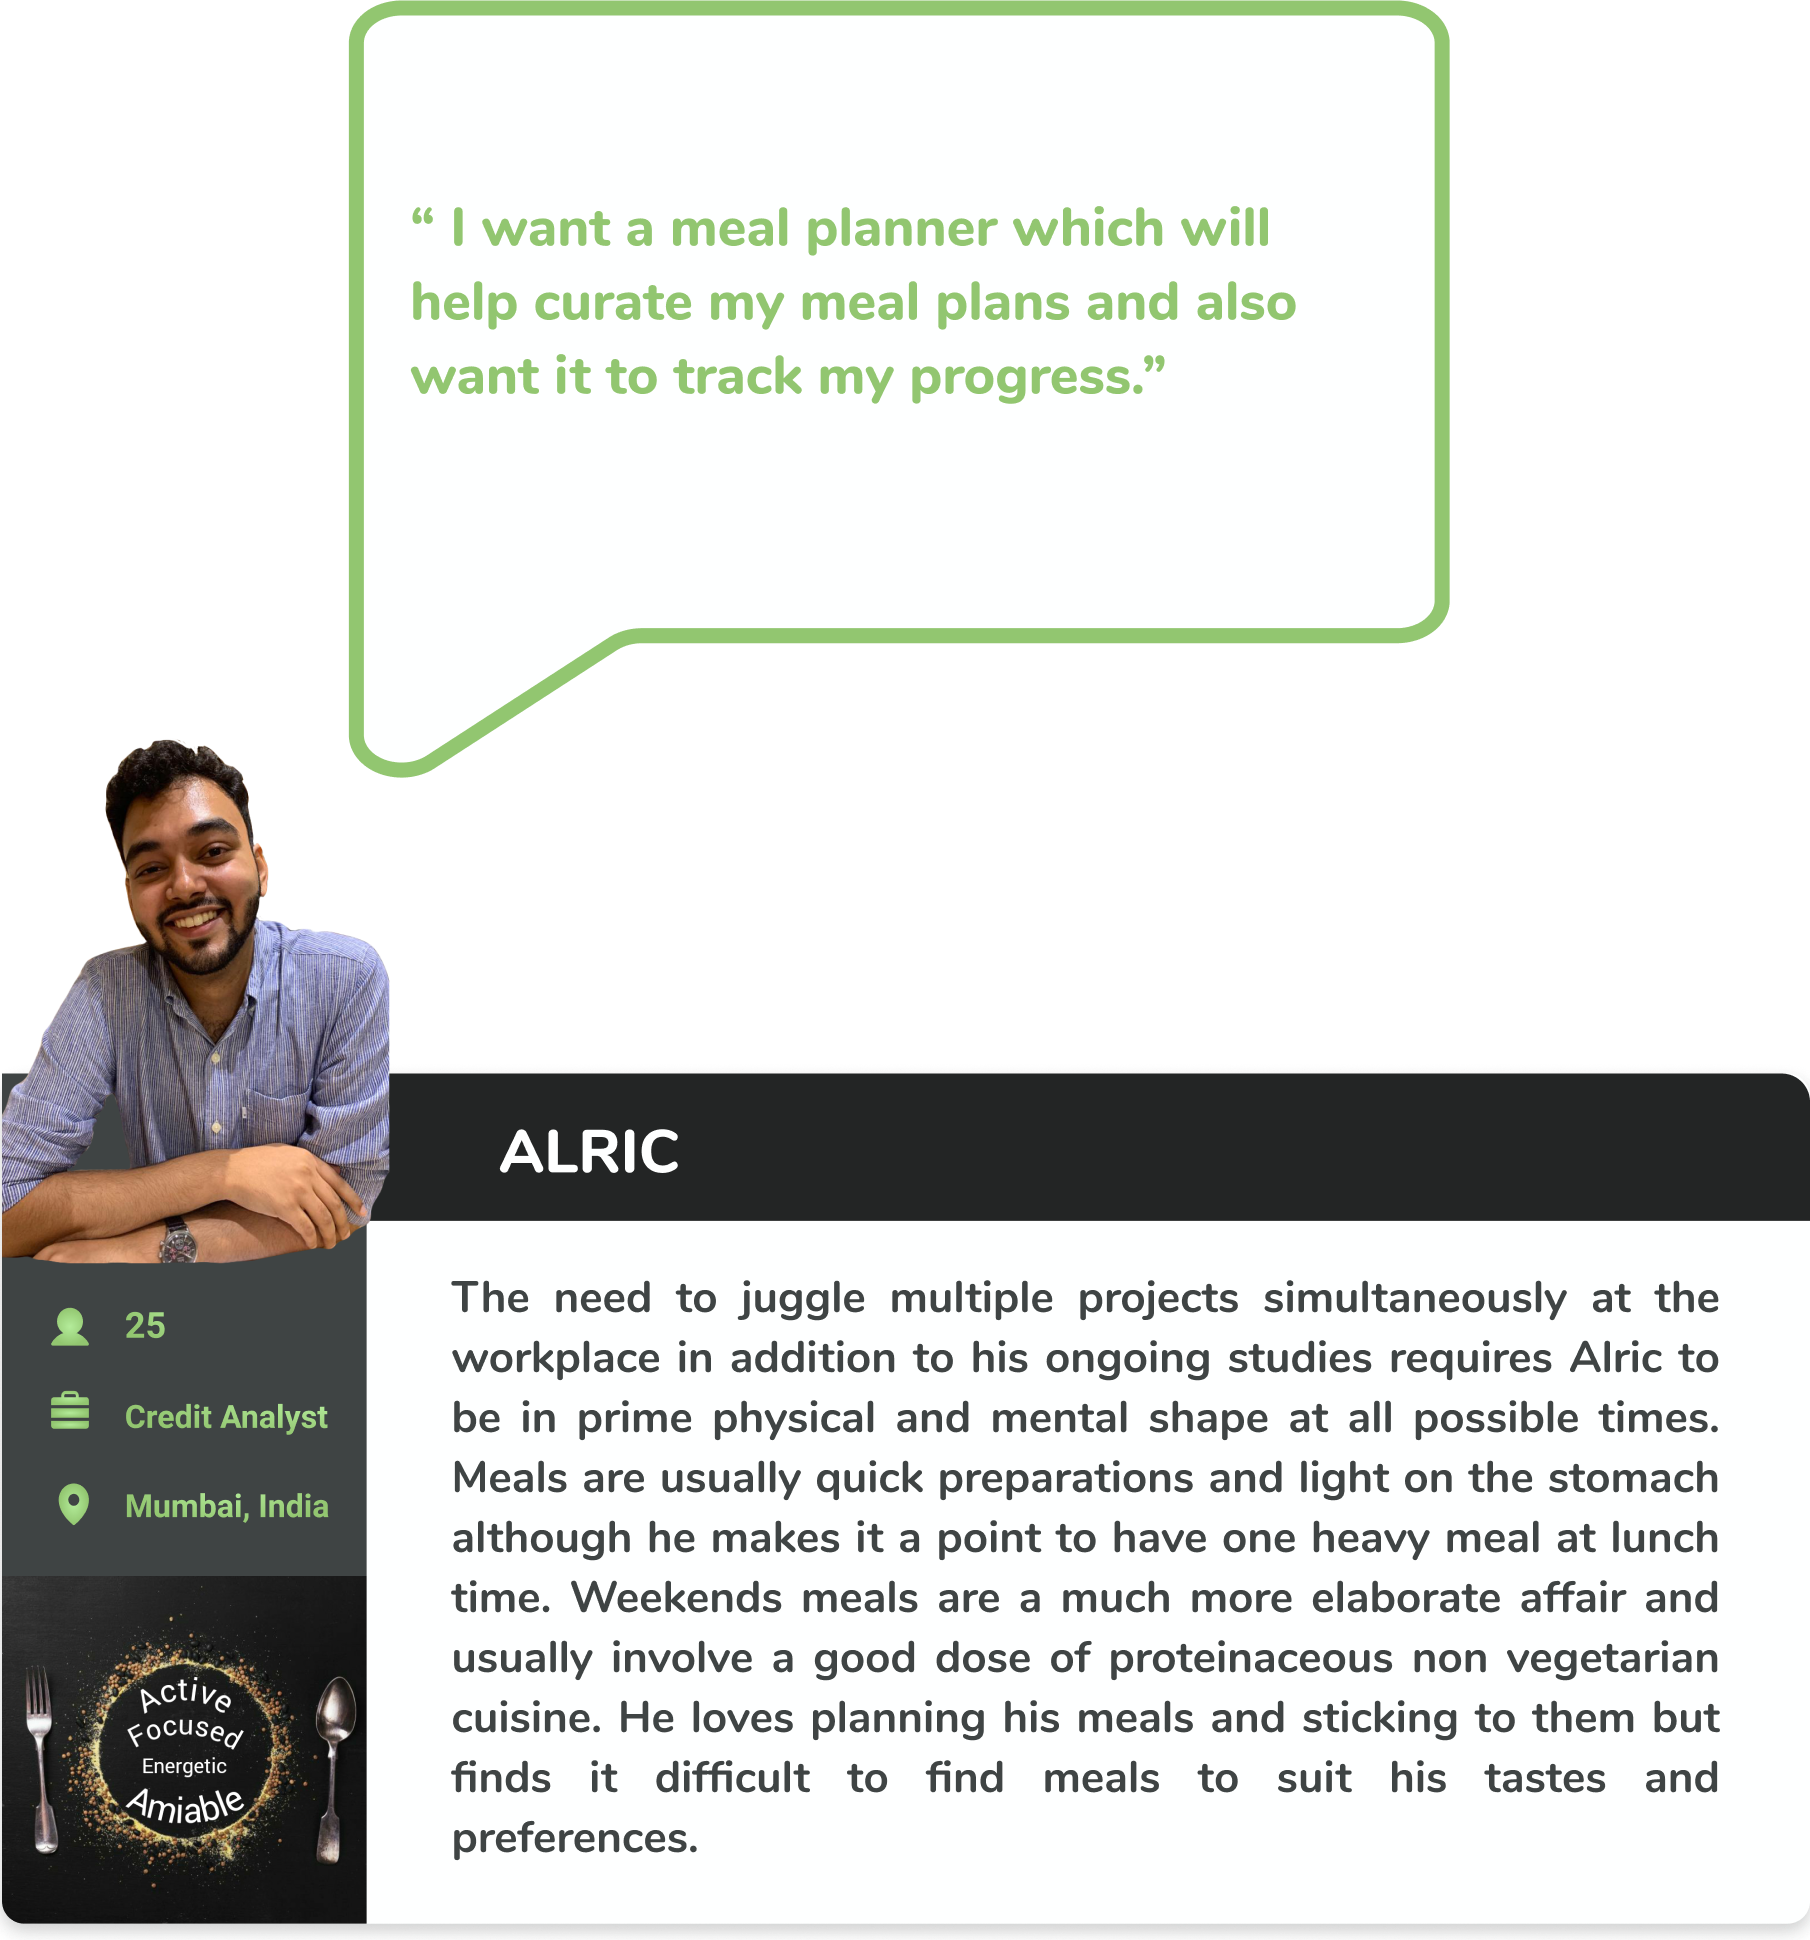 “ I want a meal planner which will
help curate my meal plans and also
want it to track my progress.”
ALRIC
25
Credit Analyst
Mumbai, India
Active
Focused
Energetic
Amiable
The need to juggle multiple projects simultaneously at the
workplace in addition to his ongoing studies requires Alric to
be in prime physical and mental shape at all possible times.
Meals are usually quick preparations and light on the stomach
although he makes it a point to have one heavy meal at lunch
time. Weekends meals are a much more elaborate affair and
usually involve a good dose of proteinaceous non vegetarian
cuisine. He loves planning his meals and sticking to them but
finds it difficult to find meals to suit his tastes and
preferences.